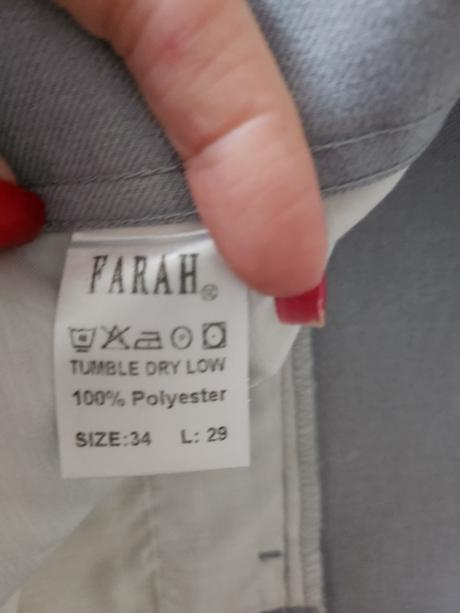 FARAH®
TUMBLE DRY LOW
100% Polyester
SIZE:34 L: 29